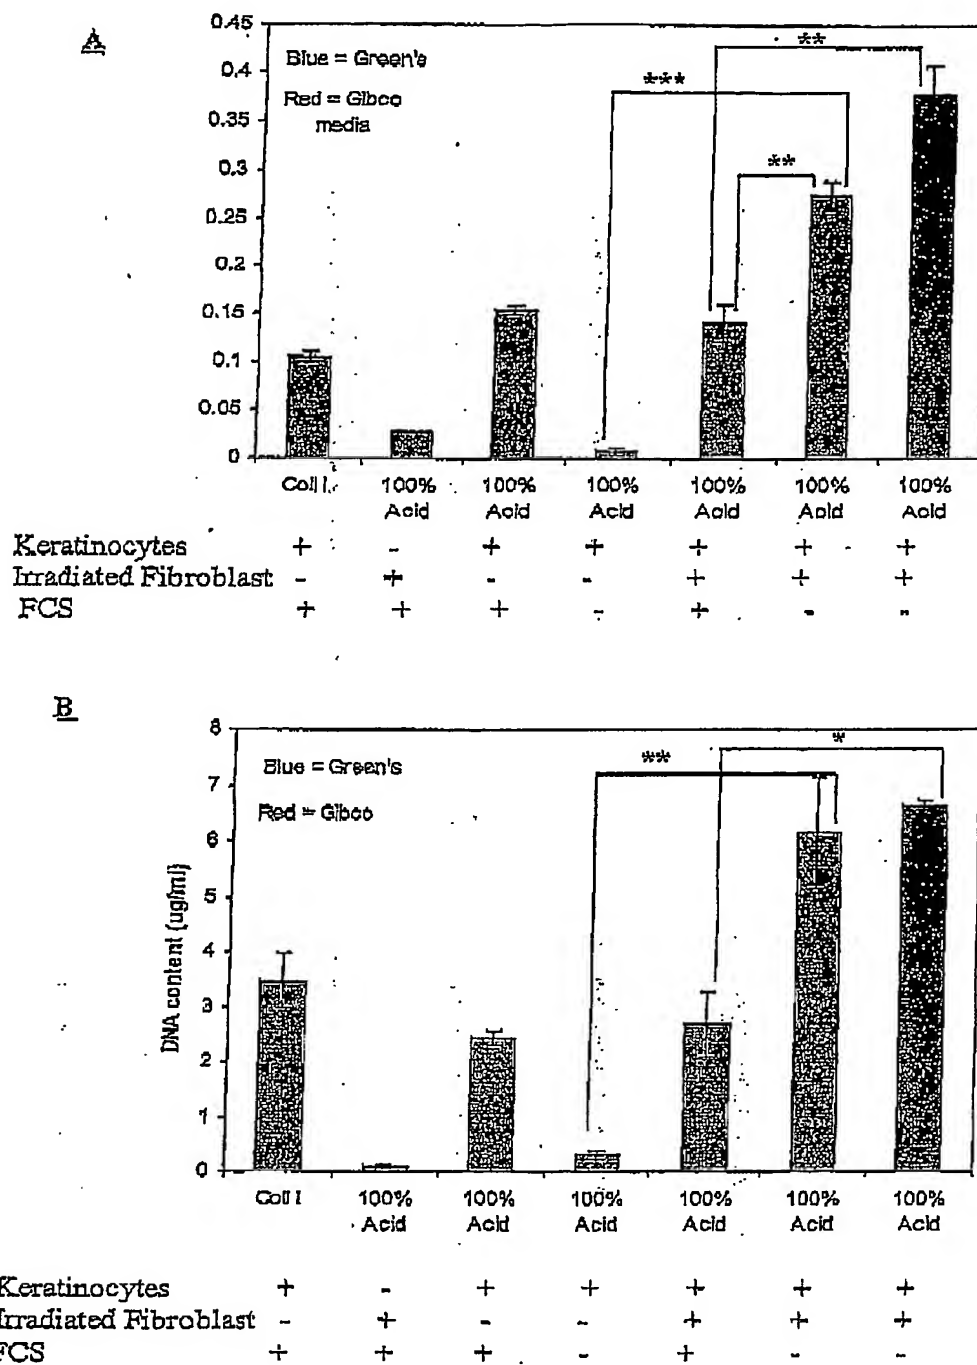 A
0.45
0.4
0.35
0.3
0.25
0.2
0.15
0.1
0.05
0
Blue = Green's
Red = Gibco
media
***
**
**
Coll I. 100% 100% 100% 100% 100% 100%
Acid Acid Acid Acid Acid Acid
Keratinocytes + - + + + + +
Irradiated Fibroblast - + - - + + +
FCS + + + - + - -
B
8
7
6
5
4
3
2
1
0
DNA content (ug/ml)
Blue = Green's
Red = Gibco
**
*
Coll I 100% 100% 100% 100% 100% 100%
Acid Acid Acid Acid Acid Acid
Keratinocytes + - + + + + +
Irradiated Fibroblast - + - - + + +
FCS + + + - + - -